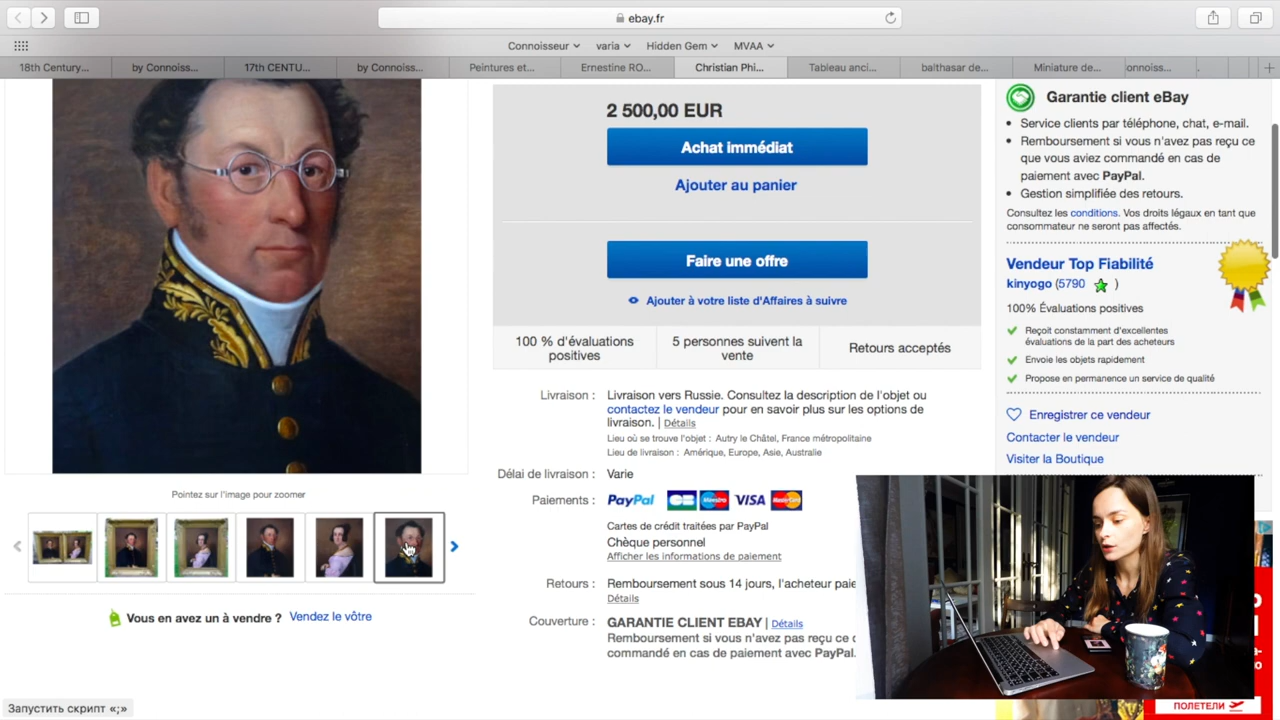 ebay.fr
Connoisseur
varia
Hidden Gem
MVAA
18th Century...
by Connoiss...
17th CENTU...
by Connoiss...
Peintures et...
Ernestine RO...
Christian Phi...
Tableau anci...
balthasar de...
Miniature de...
onnoiss...
2 500,00 EUR
Achat immédiat
Ajouter au panier
Faire une offre
Ajouter à votre liste d'Affaires à suivre
100 % d'évaluations
positives
5 personnes suivent la
vente
Retours acceptés
Livraison :
Livraison vers Russie. Consultez la description de l'objet ou
contactez le vendeur pour en savoir plus sur les options de
livraison. | Détails
Lieu où se trouve l'objet : Autry le Châtel, France métropolitaine
Lieu de livraison : Amérique, Europe, Asie, Australie
Délai de livraison :
Varie
Paiements :
PayPal CB Maestro VISA MasterCard
Cartes de crédit traitées par PayPal
Chèque personnel
Afficher les informations de paiement
Retours :
Remboursement sous 14 jours, l'acheteur paie
Détails
Couverture :
GARANTIE CLIENT EBAY | Détails
Remboursement si vous n'avez pas reçu ce
commandé en cas de paiement avec PayPal.
Garantie client eBay
Service clients par téléphone, chat, e-mail.
Remboursement si vous n'avez pas reçu ce
que vous aviez commandé en cas de
paiement avec PayPal.
Gestion simplifiée des retours.
Consultez les conditions. Vos droits légaux en tant que
consommateur ne seront pas affectés.
Vendeur Top Fiabilité
kinyogo (5790 )
100% Évaluations positives
Reçoit constamment d'excellentes
évaluations de la part des acheteurs
Envoie les objets rapidement
Propose en permanence un service de qualité
Enregistrer ce vendeur
Contacter le vendeur
Visiter la Boutique
Pointez sur l'image pour zoomer
Vous en avez un à vendre ? Vendez le vôtre
Запустить скрипт «;»
ПОЛЕТЕЛИ